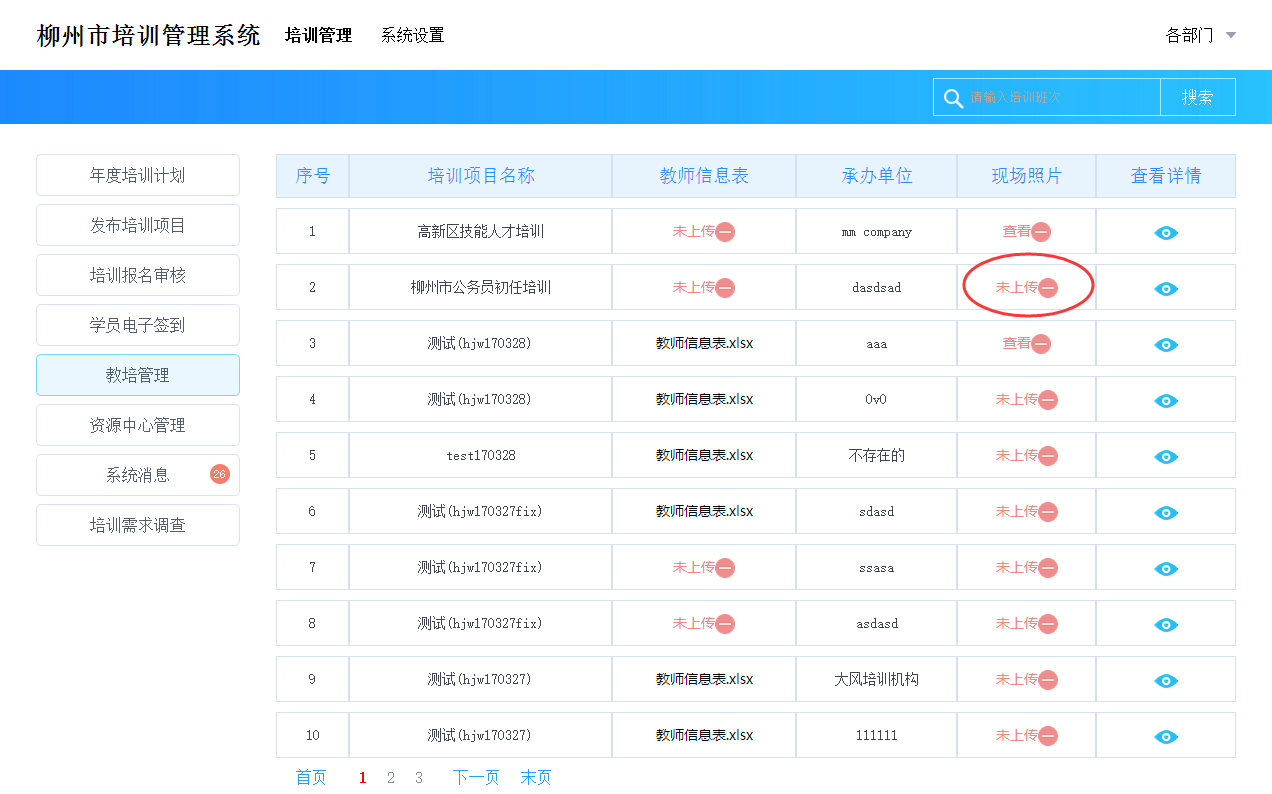 柳州市培训管理系统 培训管理 系统设置 各部门
请输入培训班次 搜索
年度培训计划
发布培训项目
培训报名审核
学员电子签到
教培管理
资源中心管理
系统消息 26
培训需求调查
序号 培训项目名称 教师信息表 承办单位 现场照片 查看详情
1 高新区技能人才培训 未上传 mm company 查看
2 柳州市公务员初任培训 未上传 dasdsad 未上传
3 测试(hjw170328) 教师信息表.xlsx aaa 查看
4 测试(hjw170328) 教师信息表.xlsx 0v0 未上传
5 test170328 教师信息表.xlsx 不存在的 未上传
6 测试(hjw170327fix) 教师信息表.xlsx sdasd 未上传
7 测试(hjw170327fix) 未上传 ssasa 未上传
8 测试(hjw170327fix) 未上传 asdasd 未上传
9 测试(hjw170327) 教师信息表.xlsx 大风培训机构 未上传
10 测试(hjw170327) 教师信息表.xlsx 111111 未上传
首页 1 2 3 下一页 末页